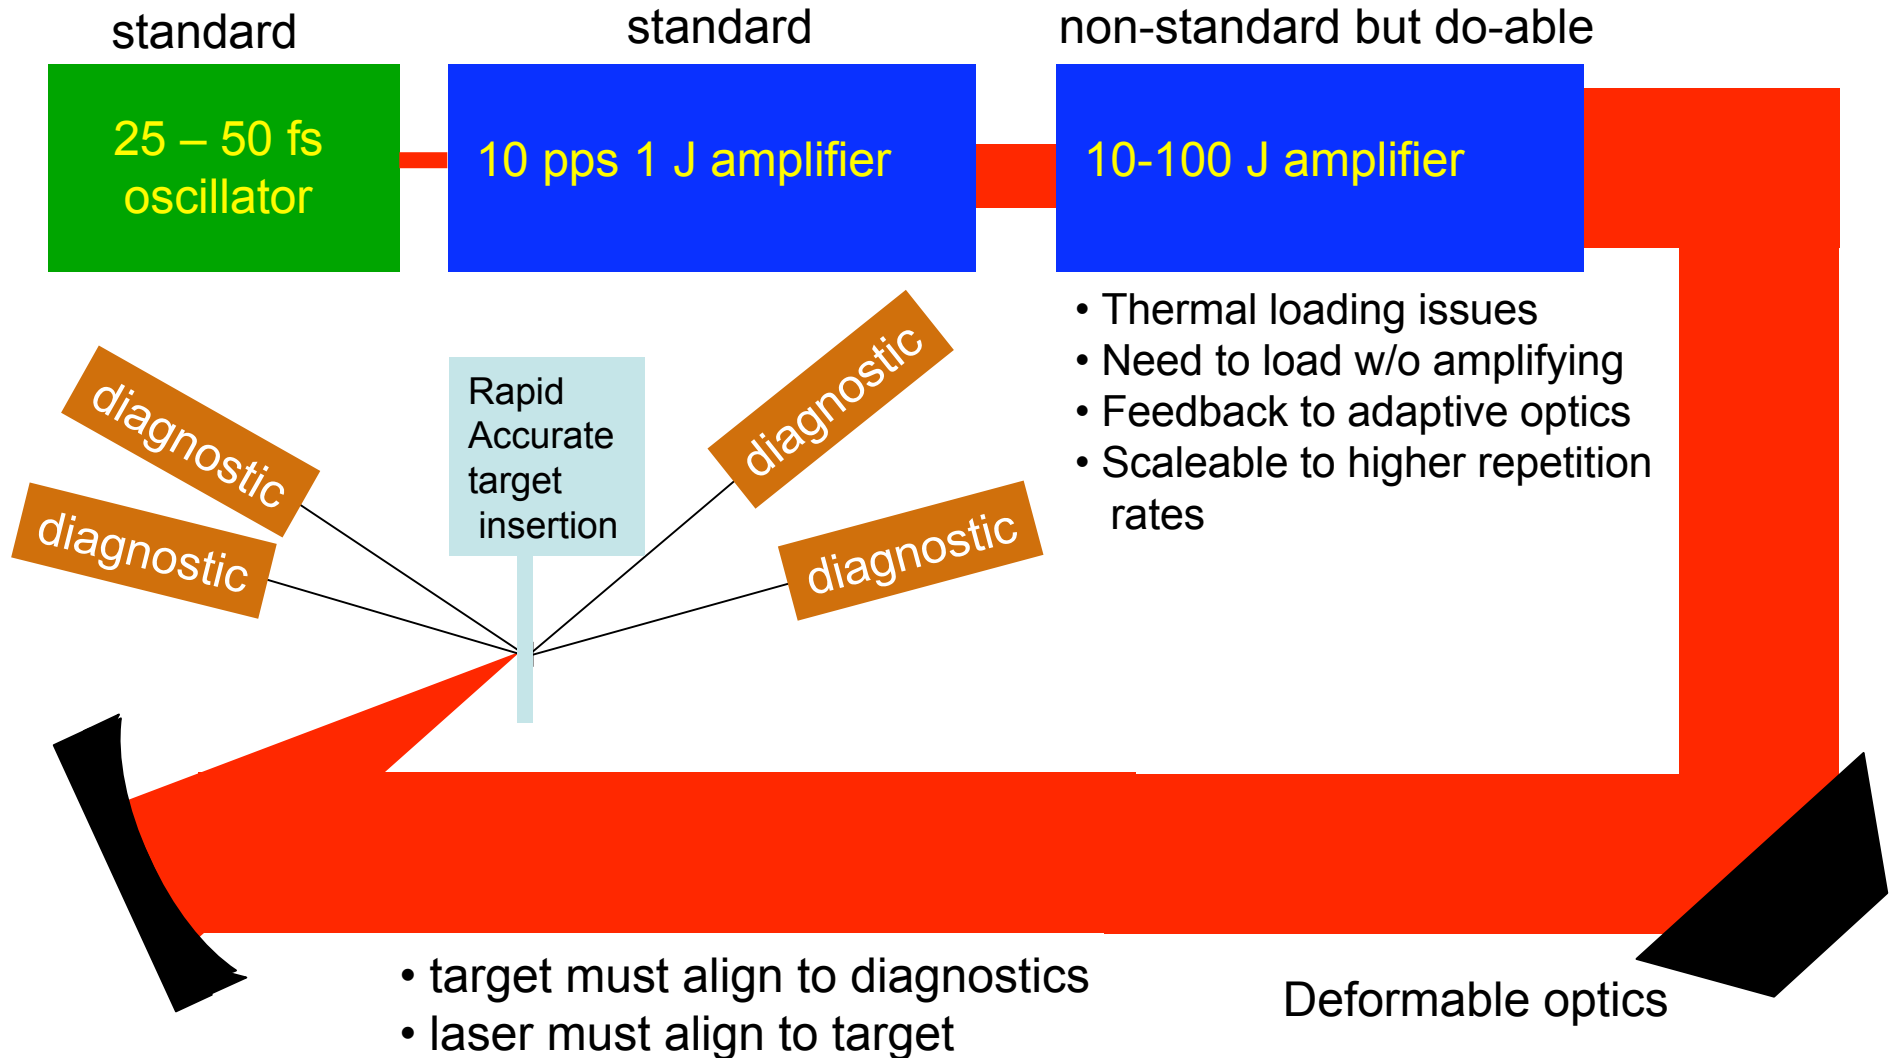 standard
standard
non-standard but do-able
25 – 50 fs
oscillator
10 pps 1 J amplifier
10-100 J amplifier
• Thermal loading issues
• Need to load w/o amplifying
• Feedback to adaptive optics
• Scaleable to higher repetition
rates
diagnostic
diagnostic
Rapid
Accurate
target
insertion
diagnostic
diagnostic
• target must align to diagnostics
• laser must align to target
Deformable optics